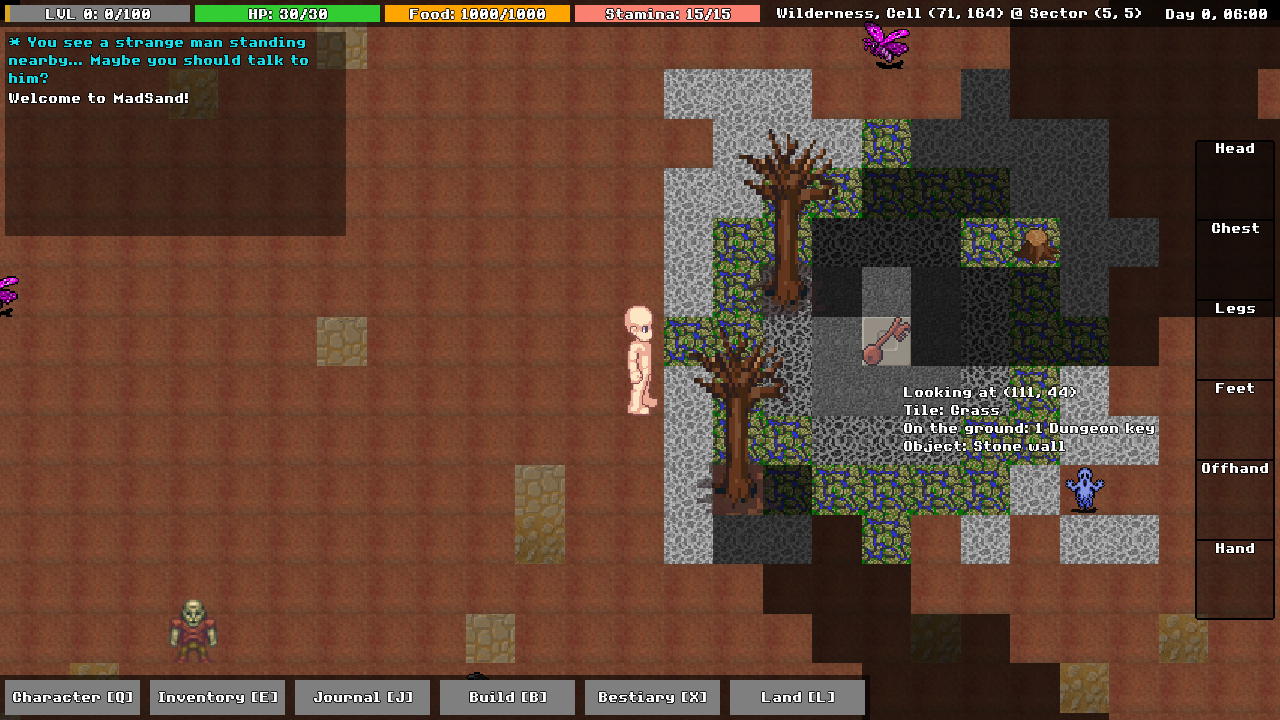 LVL 0: 0/100
HP: 30/30
Food: 1000/1000
Stamina: 15/15
Wilderness, Cell (71,164) @ Sector (5,5)
Day 0, 06:00
* You see a strange man standing
nearby... Maybe you should talk to
him?
Welcome to MadSand!
Head
Chest
Legs
Feet
Offhand
Hand
Looking at (111, 44)
Tile: Grass
On the ground: 1 Dungeon key
Object: Stone wall
Character [Q]
Inventory [E]
Journal [J]
Build [B]
Bestiary [X]
Land [L]